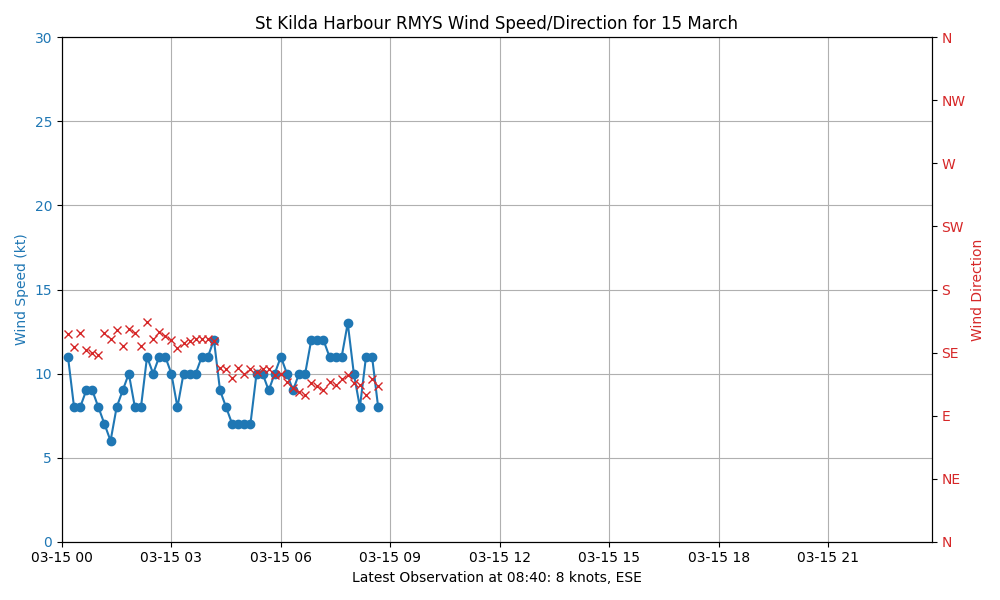 St Kilda Harbour RMYS Wind Speed/Direction for 15 March
30
25
20
15
10
5
0
Wind Speed (kt)
N
NW
W
SW
S
SE
E
NE
N
Wind Direction
03-15 00 03-15 03 03-15 06 03-15 09 03-15 12 03-15 15 03-15 18 03-15 21
Latest Observation at 08:40: 8 knots, ESE